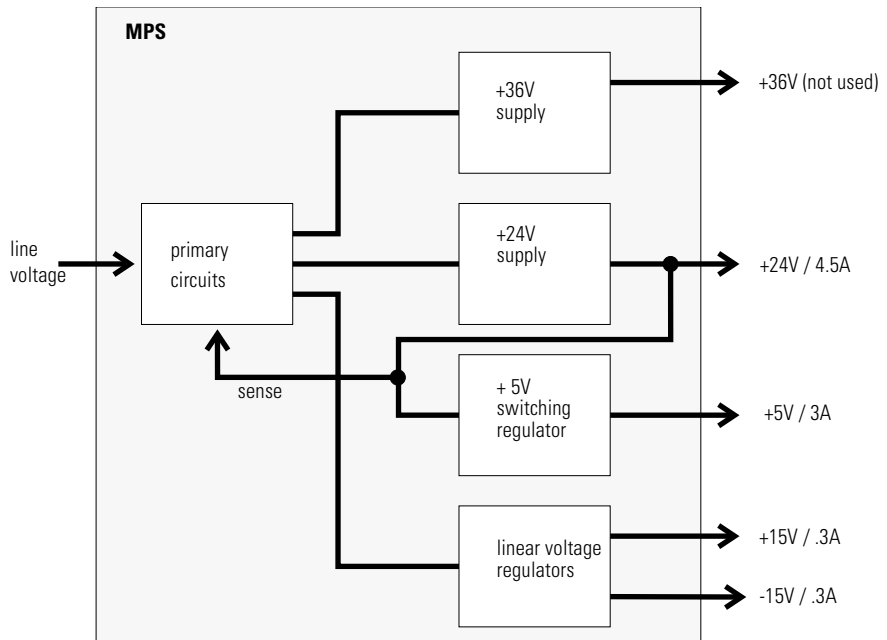 MPS
+36V
supply
+36V (not used)
line
voltage
primary
circuits
+24V
supply
+24V / 4.5A
sense
+ 5V
switching
regulator
+5V / 3A
linear voltage
regulators
+15V / .3A
-15V / .3A